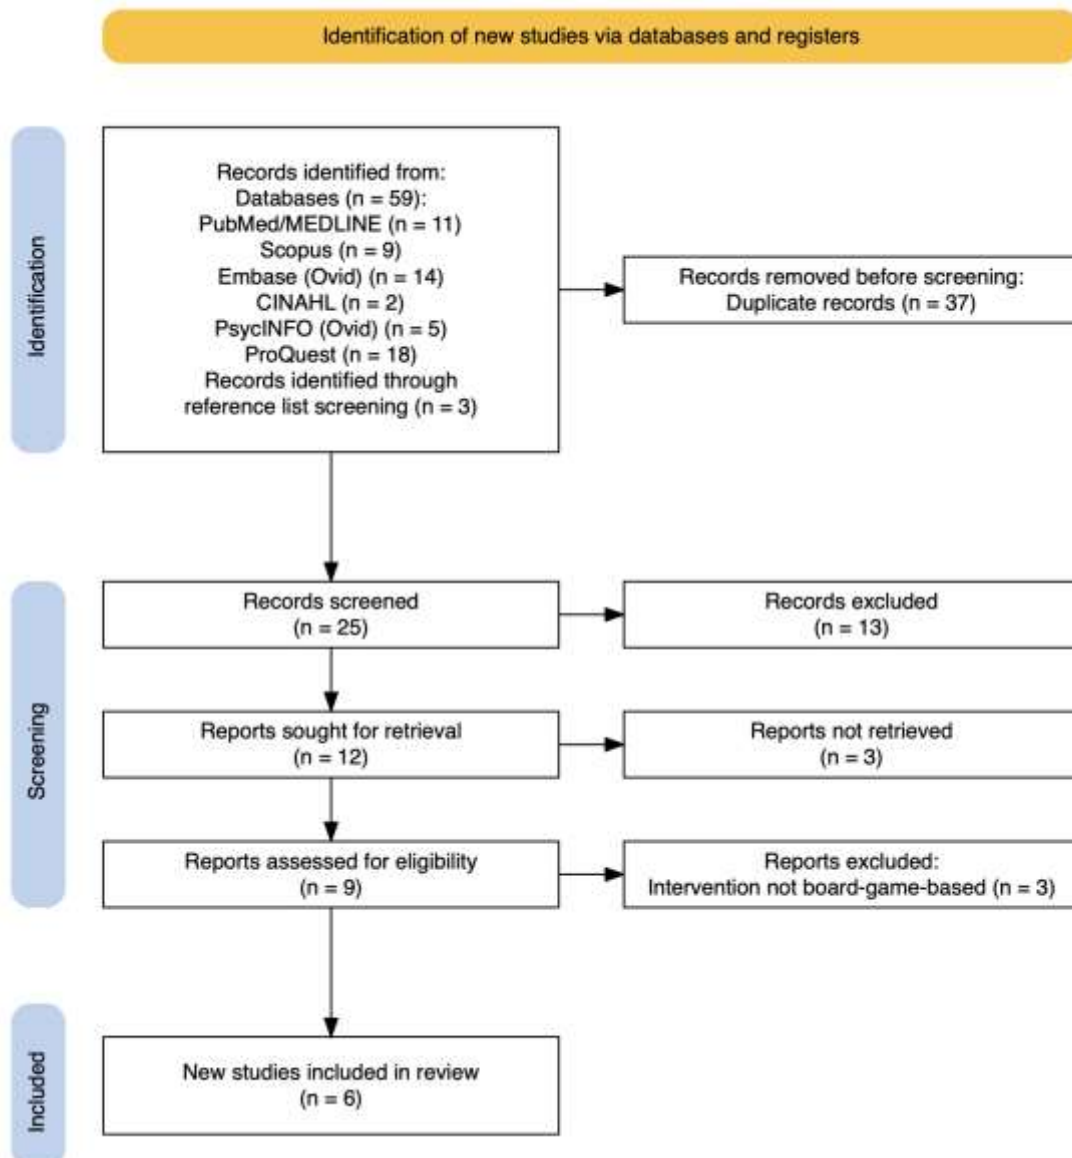 Identification of new studies via databases and registers
Identification
Records identified from:
Databases (n = 59):
PubMed/MEDLINE (n = 11)
Scopus (n = 9)
Embase (Ovid) (n = 14)
CINAHL (n = 2)
PsycINFO (Ovid) (n = 5)
ProQuest (n = 18)
Records identified through
reference list screening (n = 3)
Records removed before screening:
Duplicate records (n = 37)
Screening
Records screened
(n = 25)
Records excluded
(n = 13)
Reports sought for retrieval
(n = 12)
Reports not retrieved
(n = 3)
Reports assessed for eligibility
(n = 9)
Reports excluded:
Intervention not board-game-based (n = 3)
Included
New studies included in review
(n = 6)